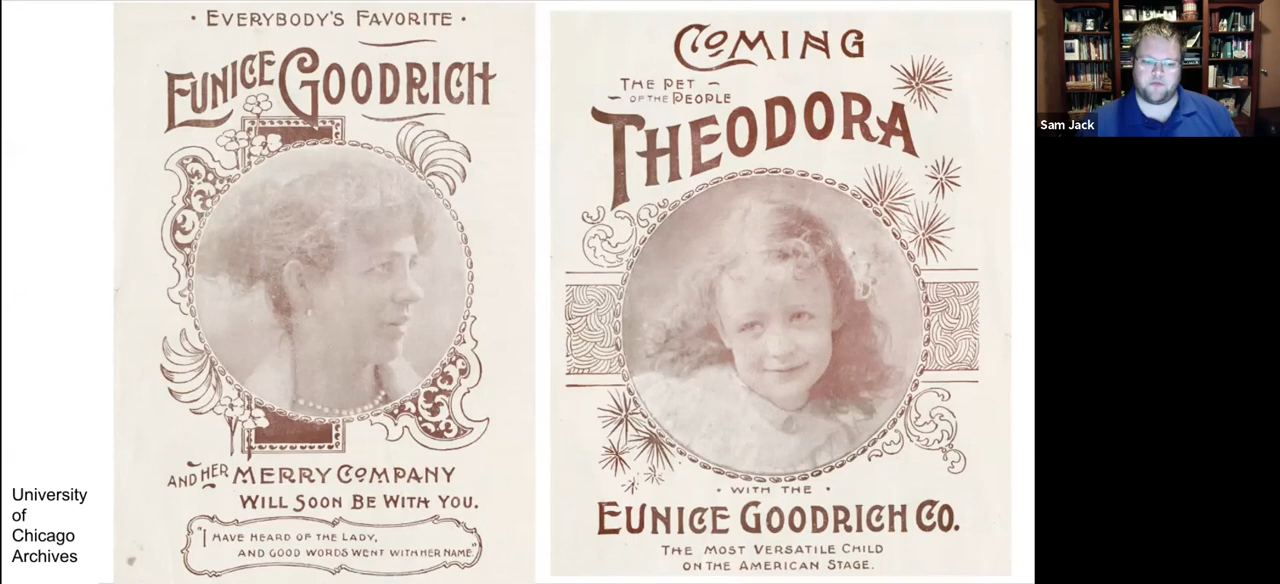 · EVERYBODY'S FAVORITE ·
EUNICE GOODRICH
AND HER MERRY COMPANY
WILL SOON BE WITH YOU.
"I HAVE HEARD OF THE LADY,
AND GOOD WORDS WENT WITH HER NAME."
COMING
THE PET
OF THE PEOPLE
THEODORA
· WITH THE ·
EUNICE GOODRICH CO.
THE MOST VERSATILE CHILD
ON THE AMERICAN STAGE.
University
of
Chicago
Archives
Sam Jack